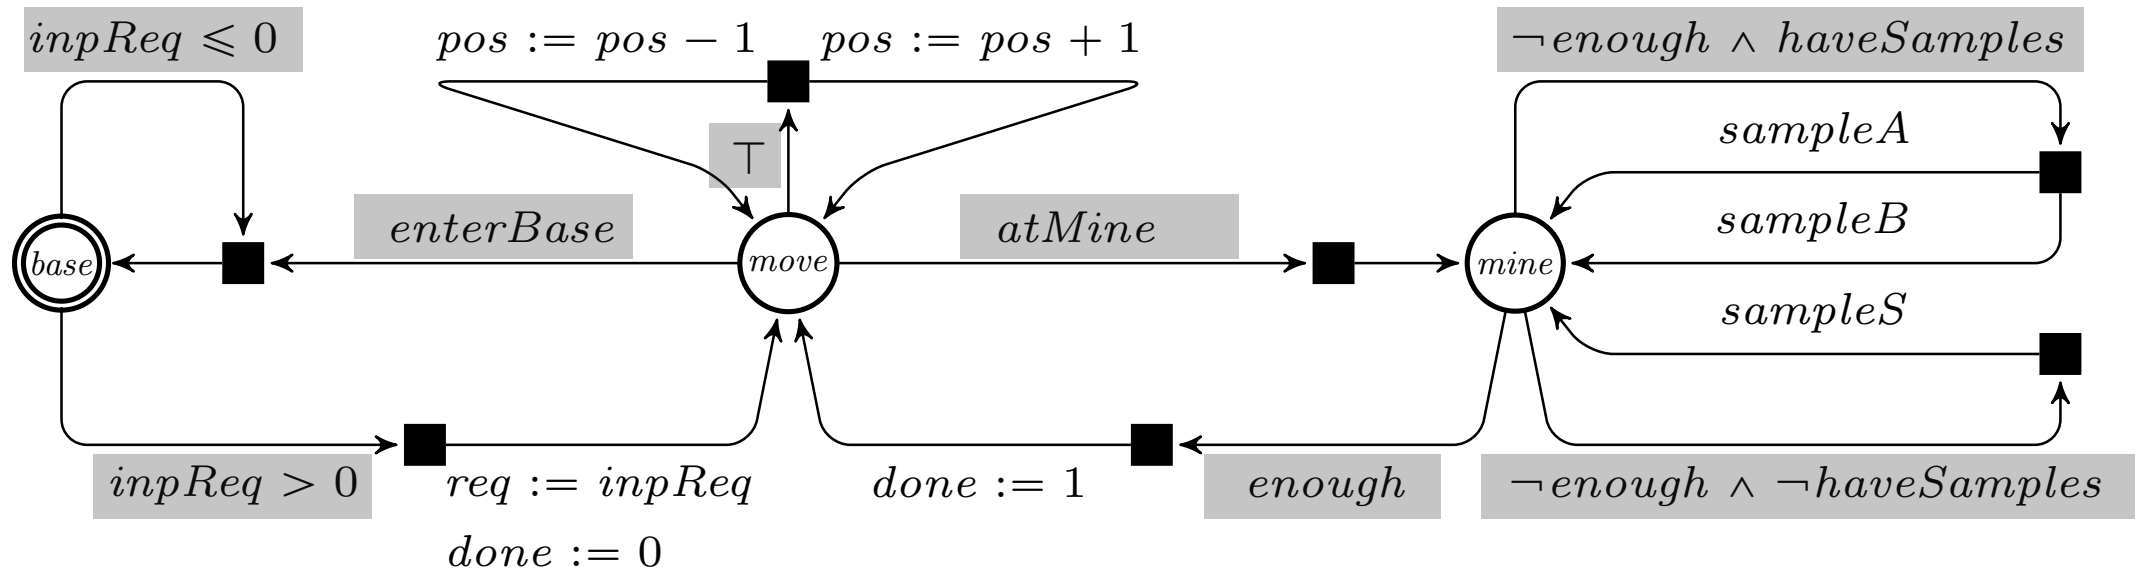 inpReq ⩽ 0
pos := pos − 1
pos := pos + 1
¬enough ∧ haveSamples
⊤
sampleA
enterBase
atMine
sampleB
base
move
mine
sampleS
inpReq > 0
req := inpReq
done := 1
enough
¬enough ∧ ¬haveSamples
done := 0